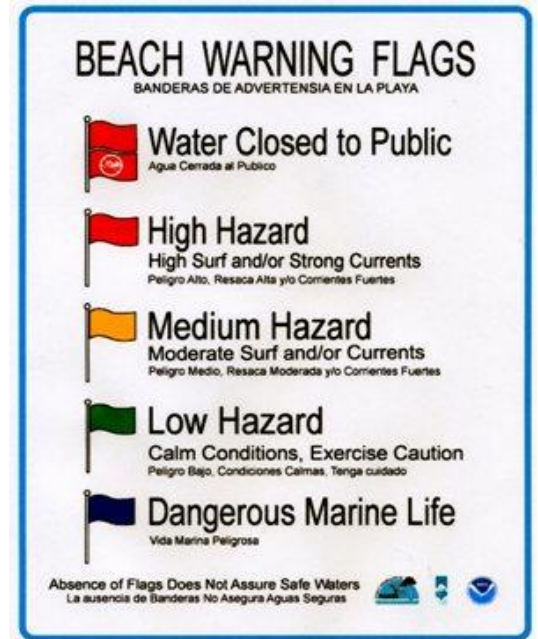 BEACH WARNING FLAGS
BANDERAS DE ADVERTENSIA EN LA PLAYA
Water Closed to Public
Agua Cerrada al Publico
High Hazard
High Surf and/or Strong Currents
Peligro Alto, Resaca Alta y/o Corrientes Fuertes
Medium Hazard
Moderate Surf and/or Currents
Peligro Medio, Resaca Moderada y/o Corrientes Fuertes
Low Hazard
Calm Conditions, Exercise Caution
Peligro Bajo, Condiciones Calmas, Tenga cuidado
Dangerous Marine Life
Vida Marina Peligrosa
Absence of Flags Does Not Assure Safe Waters
La ausencia de Banderas No Asegura Aguas Seguras